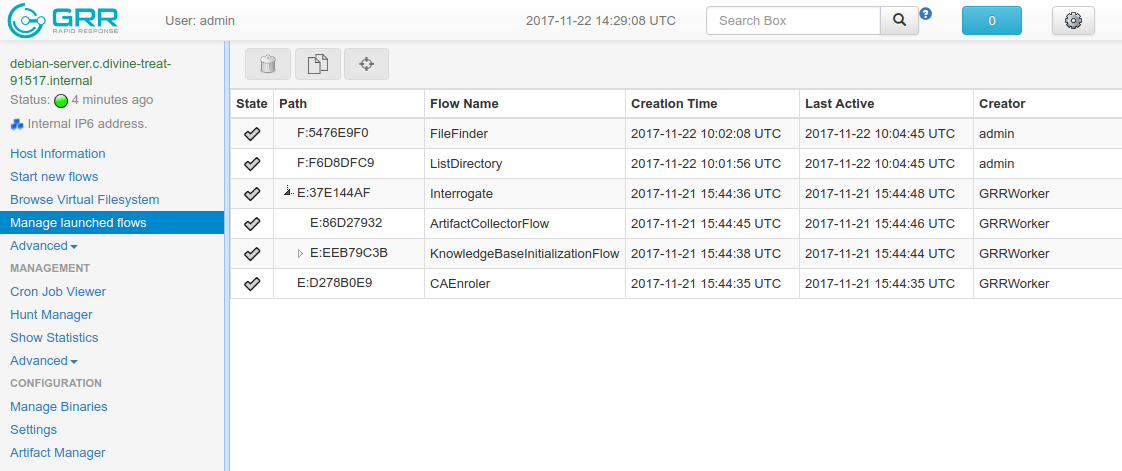 GRR
RAPID RESPONSE
User: admin
2017-11-22 14:29:08 UTC
Search Box
0
debian-server.c.divine-treat-
91517.internal
Status: 4 minutes ago
Internal IP6 address.
Host Information
Start new flows
Browse Virtual Filesystem
Manage launched flows
Advanced
MANAGEMENT
Cron Job Viewer
Hunt Manager
Show Statistics
Advanced
CONFIGURATION
Manage Binaries
Settings
Artifact Manager
State Path Flow Name Creation Time Last Active Creator
F:5476E9F0 FileFinder 2017-11-22 10:02:08 UTC 2017-11-22 10:04:45 UTC admin
F:F6D8DFC9 ListDirectory 2017-11-22 10:01:56 UTC 2017-11-22 10:04:45 UTC admin
E:37E144AF Interrogate 2017-11-21 15:44:36 UTC 2017-11-21 15:44:48 UTC GRRWorker
E:86D27932 ArtifactCollectorFlow 2017-11-21 15:44:45 UTC 2017-11-21 15:44:46 UTC GRRWorker
E:EEB79C3B KnowledgeBaseInitializationFlow 2017-11-21 15:44:38 UTC 2017-11-21 15:44:44 UTC GRRWorker
E:D278B0E9 CAEnroler 2017-11-21 15:44:35 UTC 2017-11-21 15:44:35 UTC GRRWorker